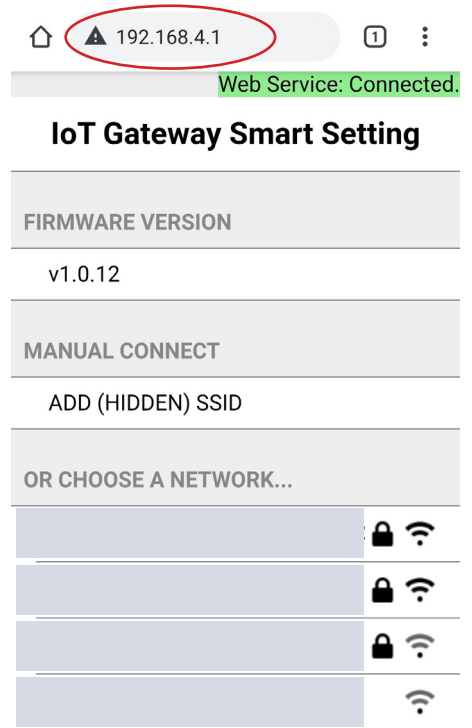 192.168.4.1
1
Web Service: Connected.
IoT Gateway Smart Setting
FIRMWARE VERSION
v1.0.12
MANUAL CONNECT
ADD (HIDDEN) SSID
OR CHOOSE A NETWORK...